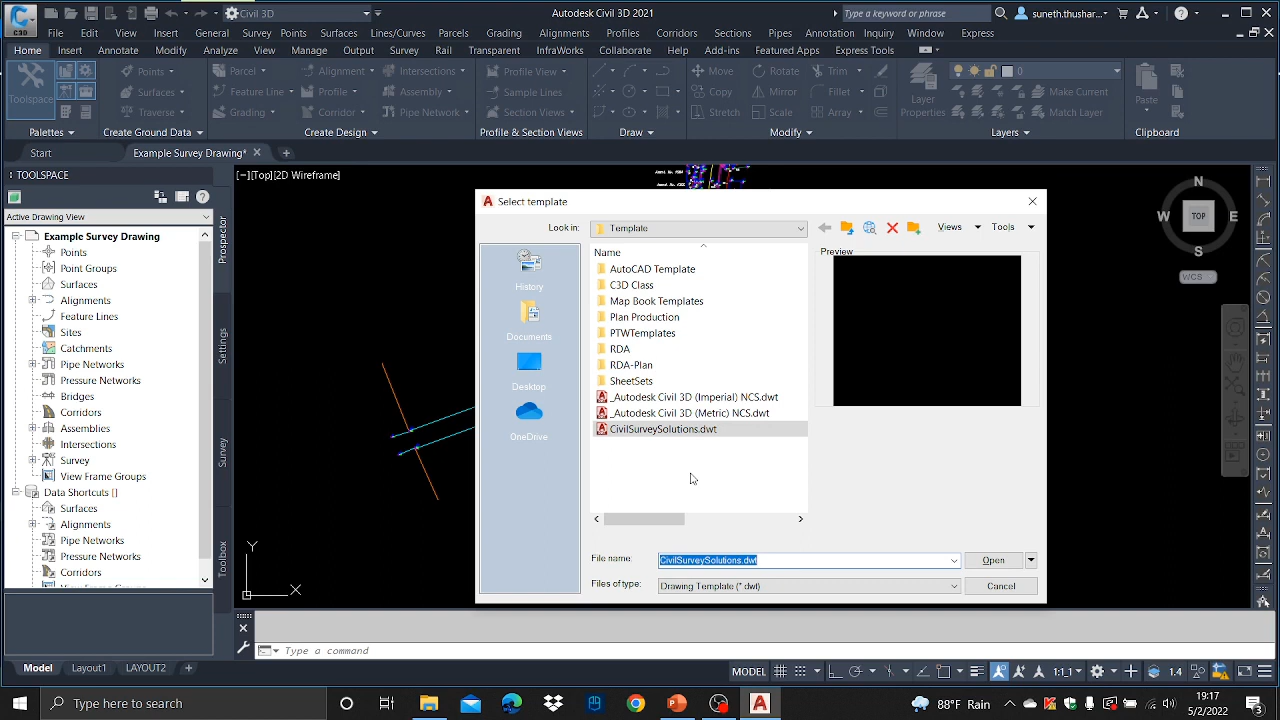 C3D
Civil 3D
Autodesk Civil 3D 2021
Type a keyword or phrase
suneth.thushar...
File Edit View Insert General Survey Points Surfaces Lines/Curves Parcels Grading Alignments Profiles Corridors Sections Pipes Annotation Inquiry Window Express
Home Insert Annotate Modify Analyze View Manage Output Survey Rail Transparent InfraWorks Collaborate Help Add-ins Featured Apps Express Tools
Points Parcel Alignment Intersections Profile View Move Rotate Trim 0
Toolspace Surfaces Feature Line Profile Assembly Sample Lines Copy Mirror Fillet Layer Properties Make Current Paste
Traverse Grading Corridor Pipe Network Section Views Stretch Scale Array Match Layer
Palettes Create Ground Data Create Design Profile & Section Views Draw Modify Layers Clipboard
Start Example Survey Drawing*
TOOLSPACE
[−][Top][2D Wireframe]
Active Drawing View
Example Survey Drawing
Points
Point Groups
Surfaces
Alignments
Feature Lines
Sites
Catchments
Pipe Networks
Pressure Networks
Bridges
Corridors
Assemblies
Intersections
Survey
View Frame Groups
Data Shortcuts []
Surfaces
Alignments
Pipe Networks
Pressure Networks
Corridors
View Frame Groups
Prospector
Settings
Survey
Toolbox
Select template
Look in: Template Views Tools
Name
Preview
AutoCAD Template
C3D Class
Map Book Templates
Plan Production
PTWTemplates
RDA
RDA-Plan
SheetSets
_Autodesk Civil 3D (Imperial) NCS.dwt
_Autodesk Civil 3D (Metric) NCS.dwt
CivilSurveySolutions.dwt
History
Documents
Desktop
OneDrive
File name: CivilSurveySolutions.dwt Open
Files of type: Drawing Template (*.dwt) Cancel
N
W TOP E
S
WCS
Y
X
Type a command
Model Layout1 LAYOUT2 +
MODEL 1:1 1:4
Type here to search
88°F Rain
19:17
5/2/2022